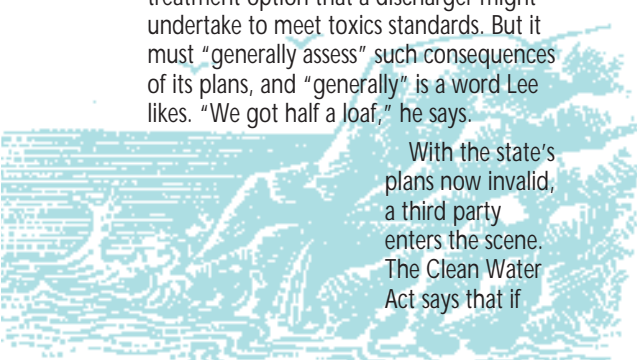 treatment option that a discharger might
undertake to meet toxics standards. But it
must “generally assess” such consequences
of its plans, and “generally” is a word Lee
likes. “We got half a loaf,” he says.
With the state’s
plans now invalid,
a third party
enters the scene.
The Clean Water
Act says that if